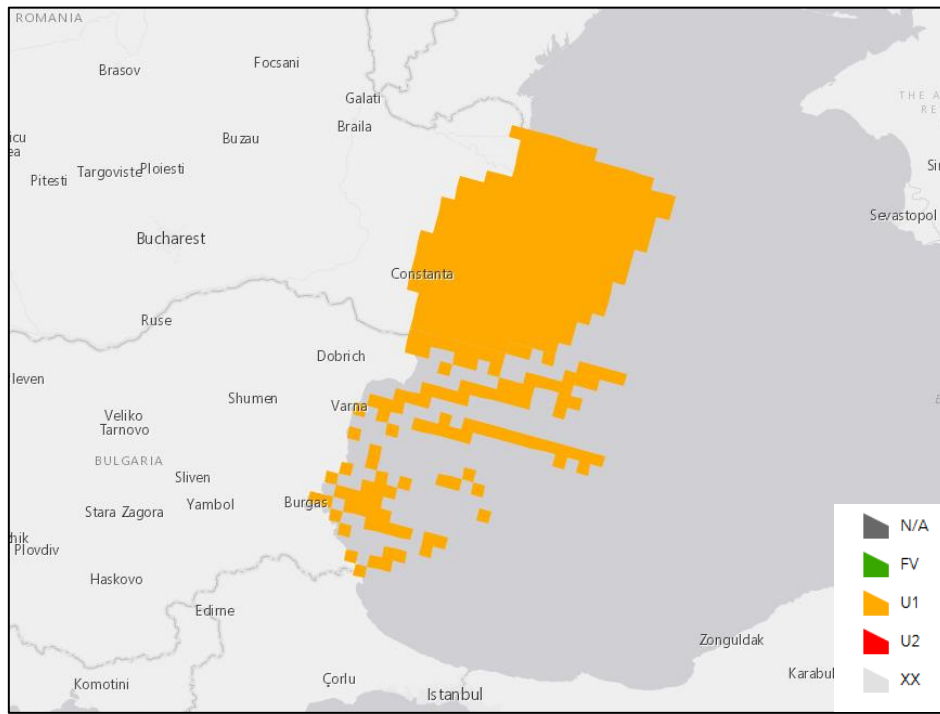 ROMANIA
Focsani
Brasov
Galati
Braila
Buzau
Targoviste
Ploiesti
Pitesti
Bucharest
Sevastopol
Constanta
Ruse
Dobrich
Shumen
Varna
Veliko
Tarnovo
BULGARIA
Sliven
Yambol
Burgas
Stara Zagora
Plovdiv
Haskovo
Edirne
Zonguldak
Çorlu
Komotini
Istanbul
N/A
FV
U1
U2
XX